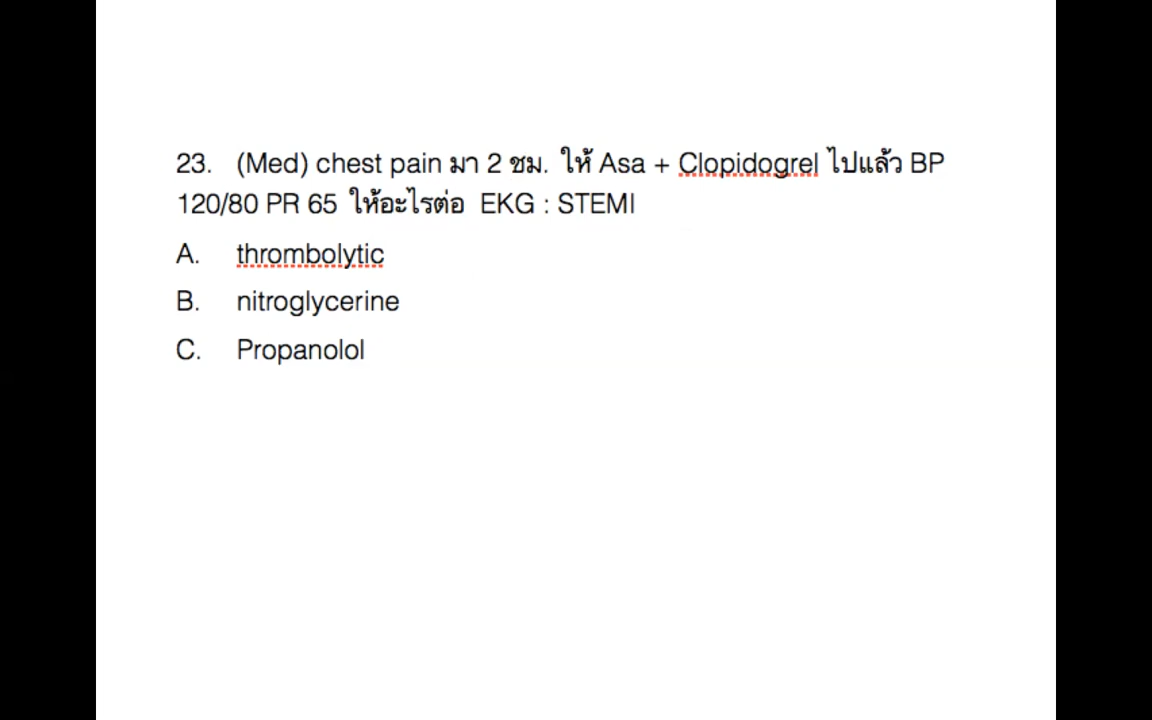 23. (Med) chest pain มา 2 ชม. ให้ Asa + Clopidogrel ไปแล้ว BP
120/80 PR 65 ให้อะไรต่อ EKG : STEMI
A. thrombolytic
B. nitroglycerine
C. Propanolol